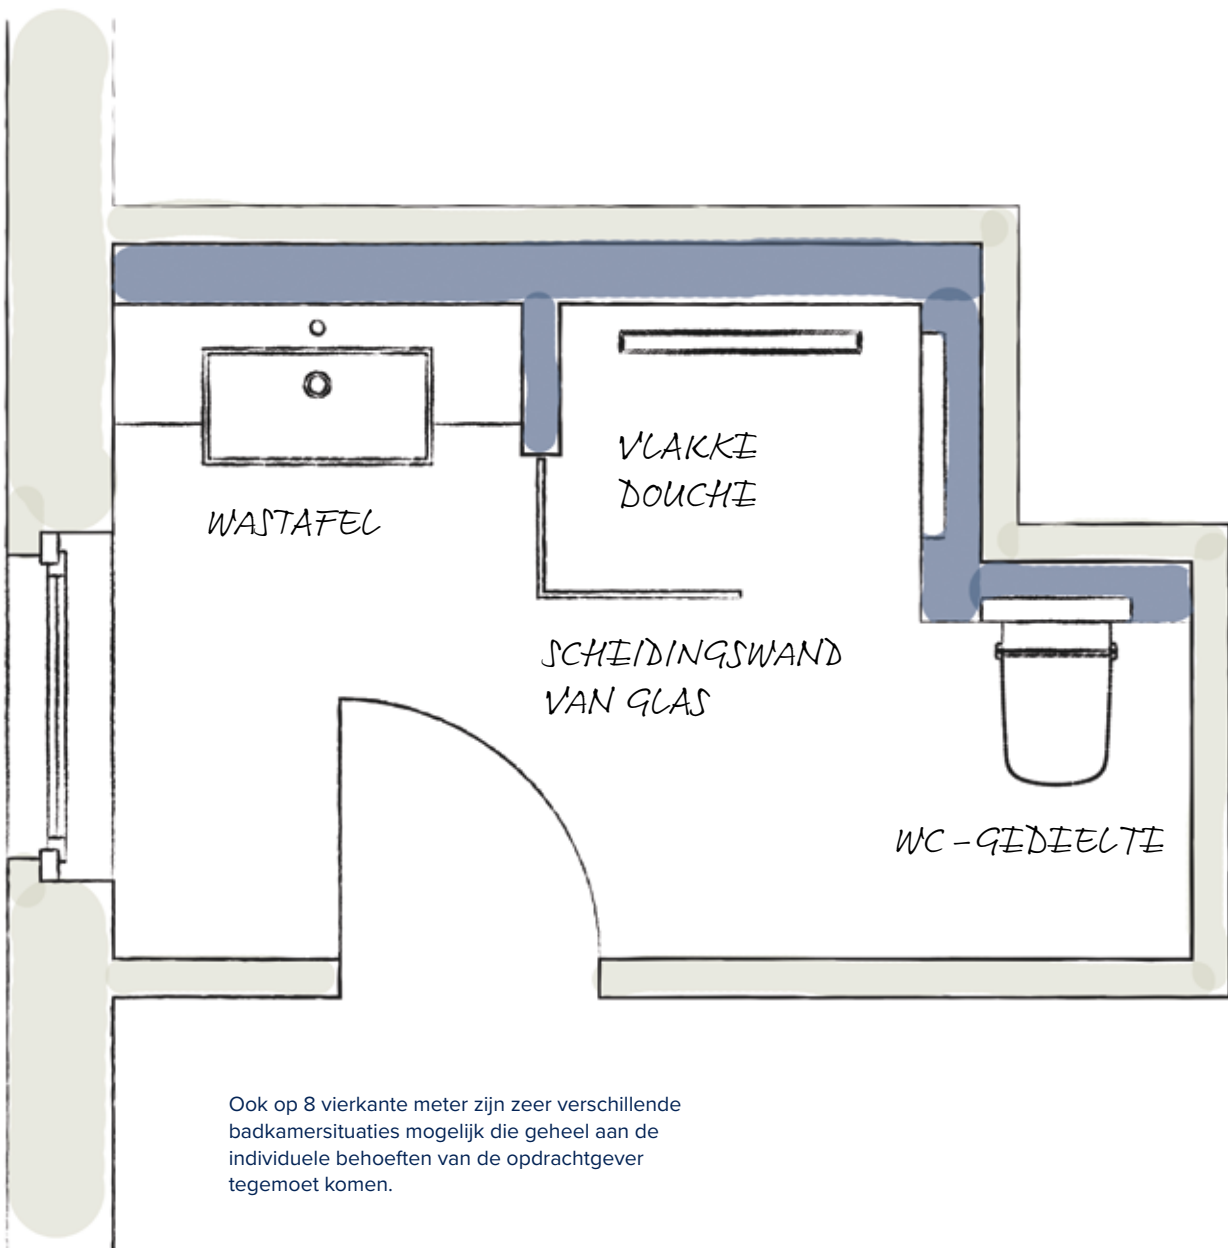 VLAKKE
DOUCHE
WASTAFEL
SCHEIDINGSWAND
VAN GLAS
WC-GEDEELTE
Ook op 8 vierkante meter zijn zeer verschillende
badkamersituaties mogelijk die geheel aan de
individuele behoeften van de opdrachtgever
tegemoet komen.